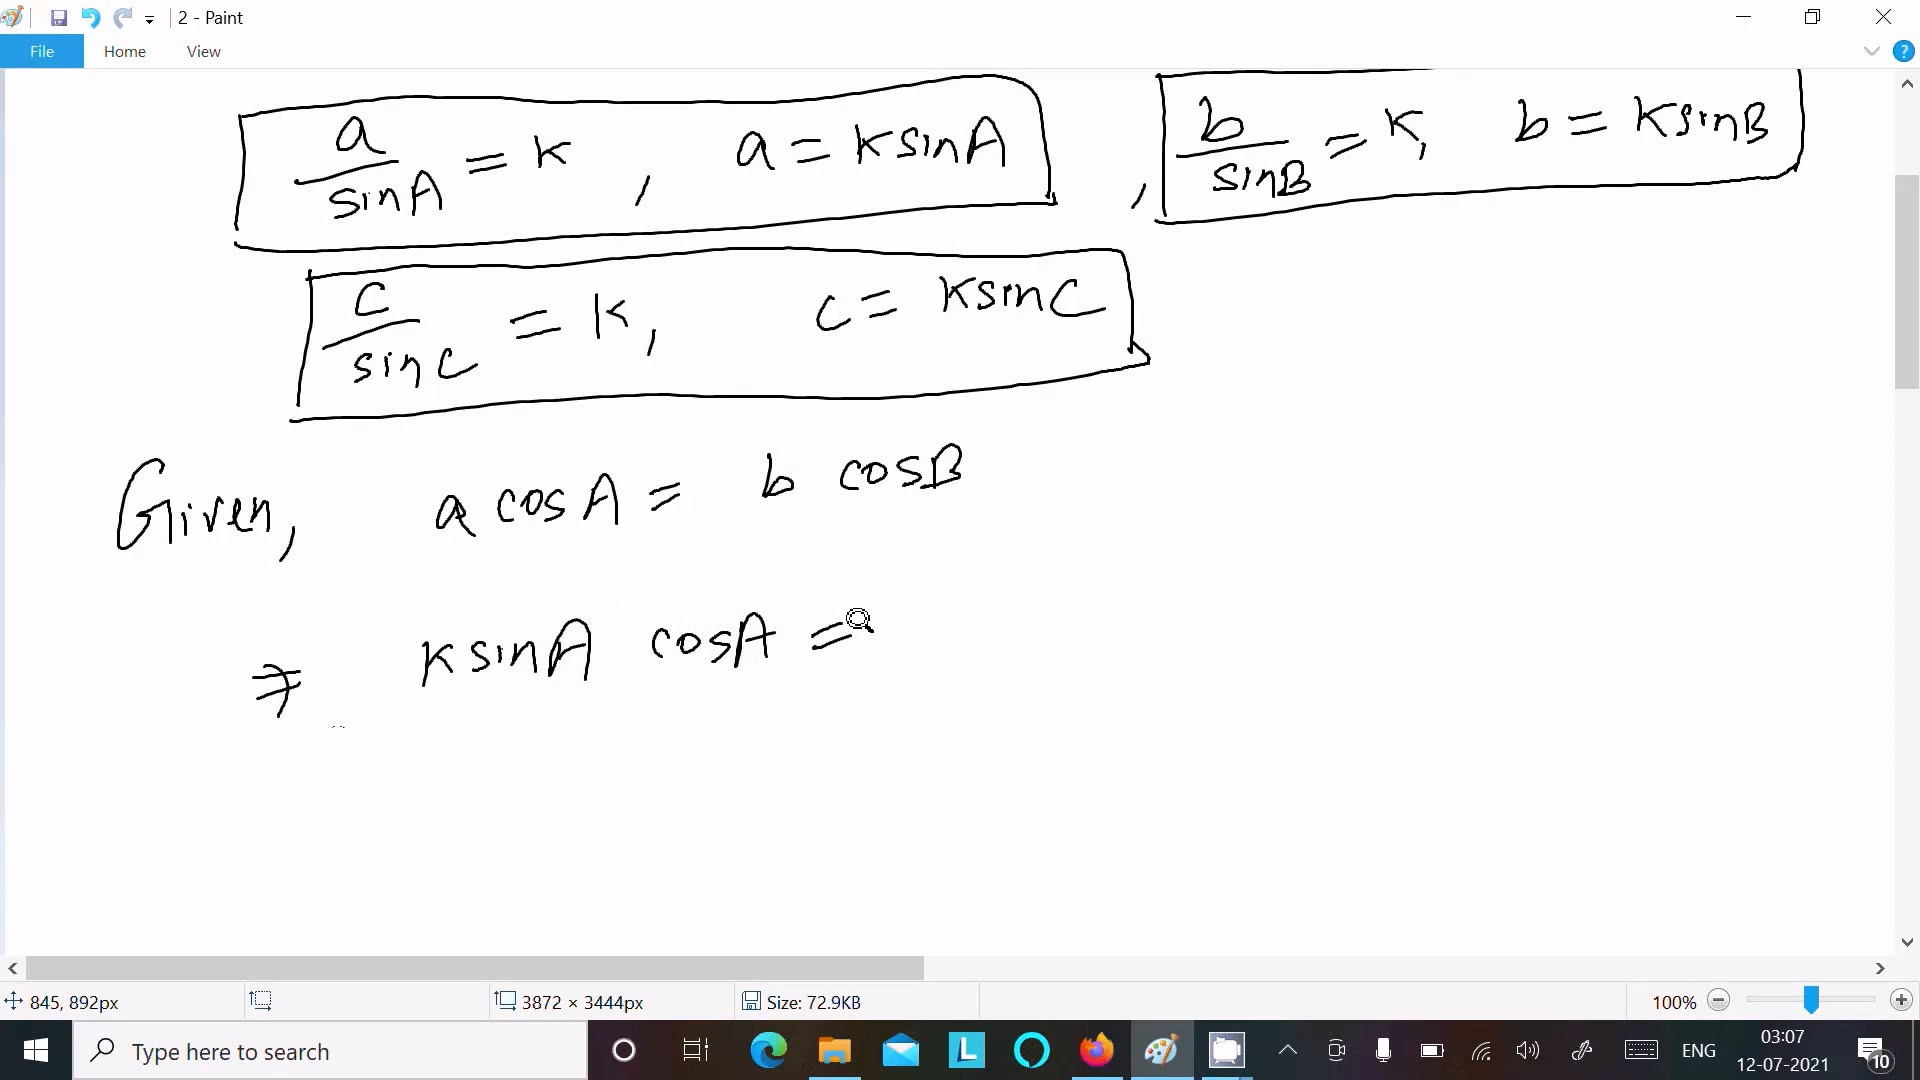 2 - Paint
File Home View
a/sinA = K , a = KsinA , b/sinB = K, b = KsinB
c/sinC = K, c = KsinC
Given, a cosA = b cosB
⇒ KsinA cosA =
845, 892px 3872 × 3444px Size: 72.9KB 100%
Type here to search L ENG 03:07
12-07-2021 10